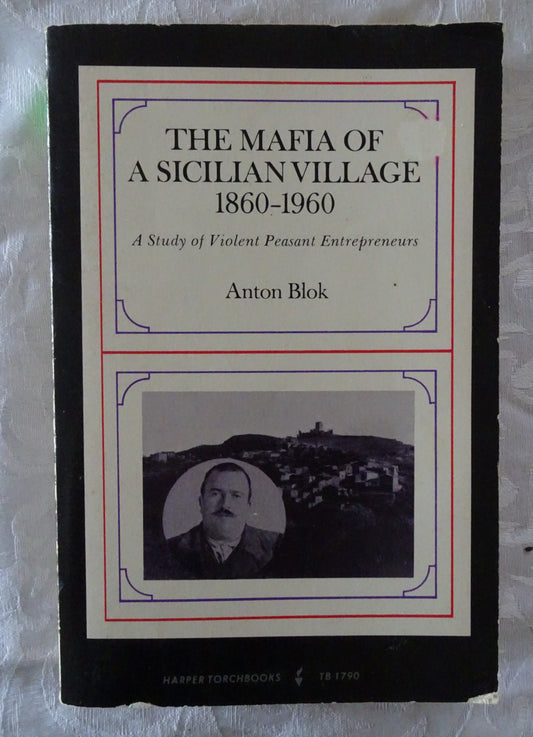 THE MAFIA OF
A SICILIAN VILLAGE
1860–1960
A Study of Violent Peasant Entrepreneurs
Anton Blok
HARPER TORCHBOOKS TB 1790